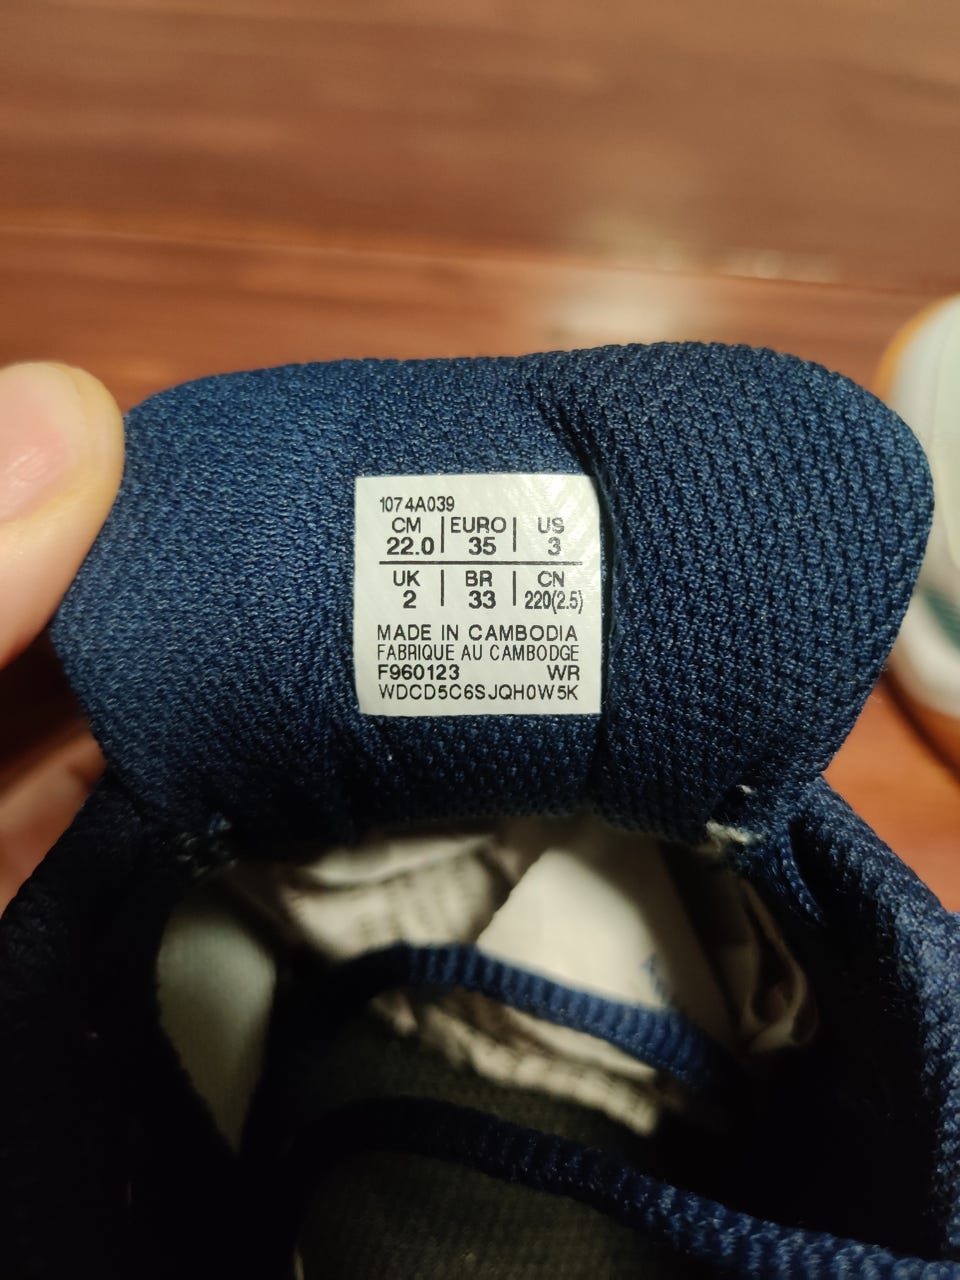 1074A039
CM | EURO | US
22.0 | 35 | 3
UK | BR | CN
2 | 33 | 220(2.5)
MADE IN CAMBODIA
FABRIQUE AU CAMBODGE
F960123 WR
WDCD5C6SJQH0W5K